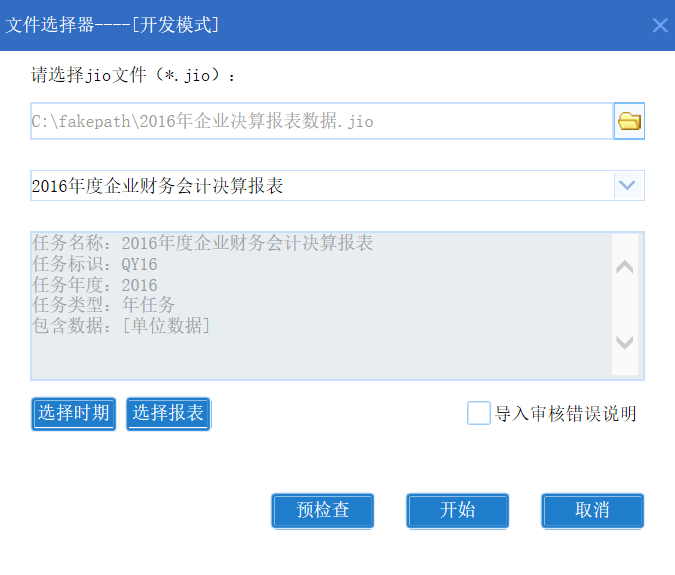 文件选择器----[开发模式]
请选择jio文件（*.jio）：
C:\fakepath\2016年企业决算报表数据.jio
2016年度企业财务会计决算报表
任务名称：2016年度企业财务会计决算报表
任务标识：QY16
任务年度：2016
任务类型：年任务
包含数据：[单位数据]
选择时期 选择报表 导入审核错误说明
预检查 开始 取消